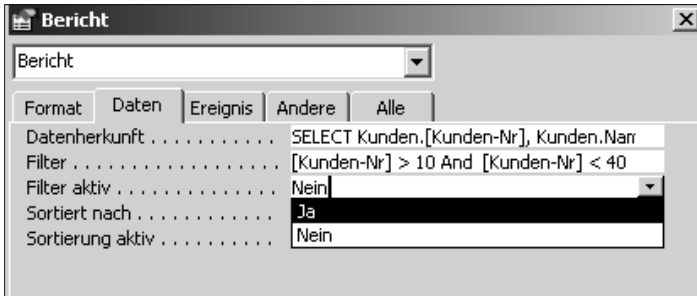 Bericht
Bericht
Format Daten Ereignis Andere Alle
Datenherkunft . . . . . . . . . . . SELECT Kunden.[Kunden-Nr], Kunden.Nam
Filter . . . . . . . . . . . . . . . . . . [Kunden-Nr] > 10 And [Kunden-Nr] < 40
Filter aktiv . . . . . . . . . . . . . . Nein
Sortiert nach . . . . . . . . . . . . Ja
Sortierung aktiv . . . . . . . . . . Nein